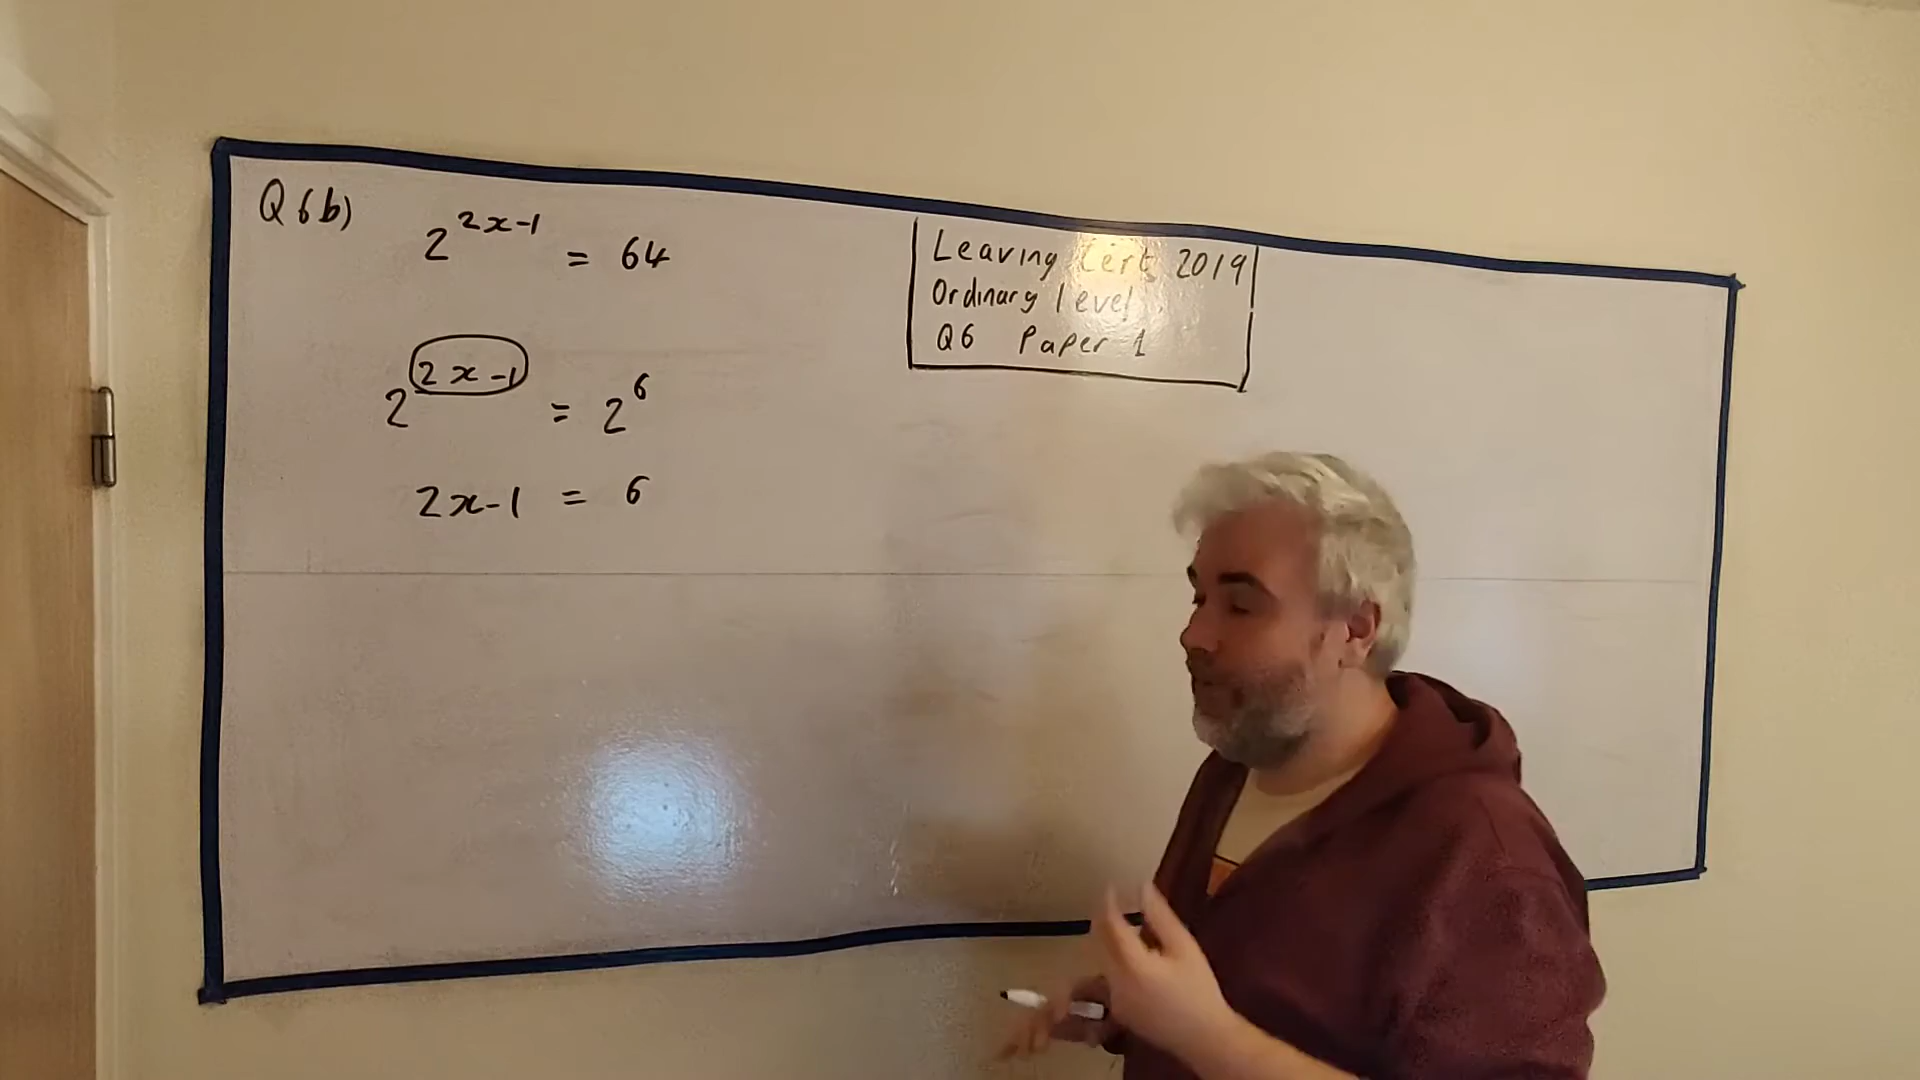 Q6b)
2^{2x-1} = 64
2^{2x-1} = 2^6
2x-1 = 6
Leaving Cert 2019
Ordinary level
Q6 Paper 1